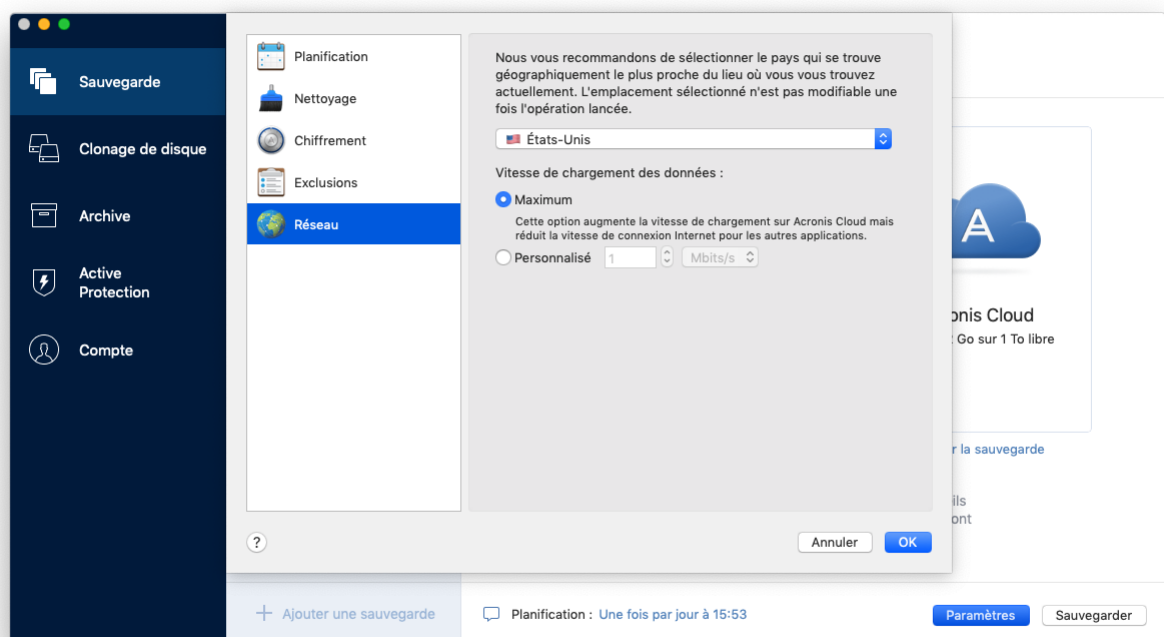 Sauvegarde
Clonage de disque
Archive
Active
Protection
Compte
Planification
Nettoyage
Chiffrement
Exclusions
Réseau
Nous vous recommandons de sélectionner le pays qui se trouve
géographiquement le plus proche du lieu où vous vous trouvez
actuellement. L'emplacement sélectionné n'est pas modifiable une
fois l'opération lancée.
États-Unis
Vitesse de chargement des données :
Maximum
Cette option augmente la vitesse de chargement sur Acronis Cloud mais
réduit la vitesse de connexion Internet pour les autres applications.
Personnalisé 1 Mbits/s
? Annuler OK
A
onis Cloud
Go sur 1 To libre
r la sauvegarde
ils
ont
+ Ajouter une sauvegarde
Planification : Une fois par jour à 15:53
Paramètres Sauvegarder